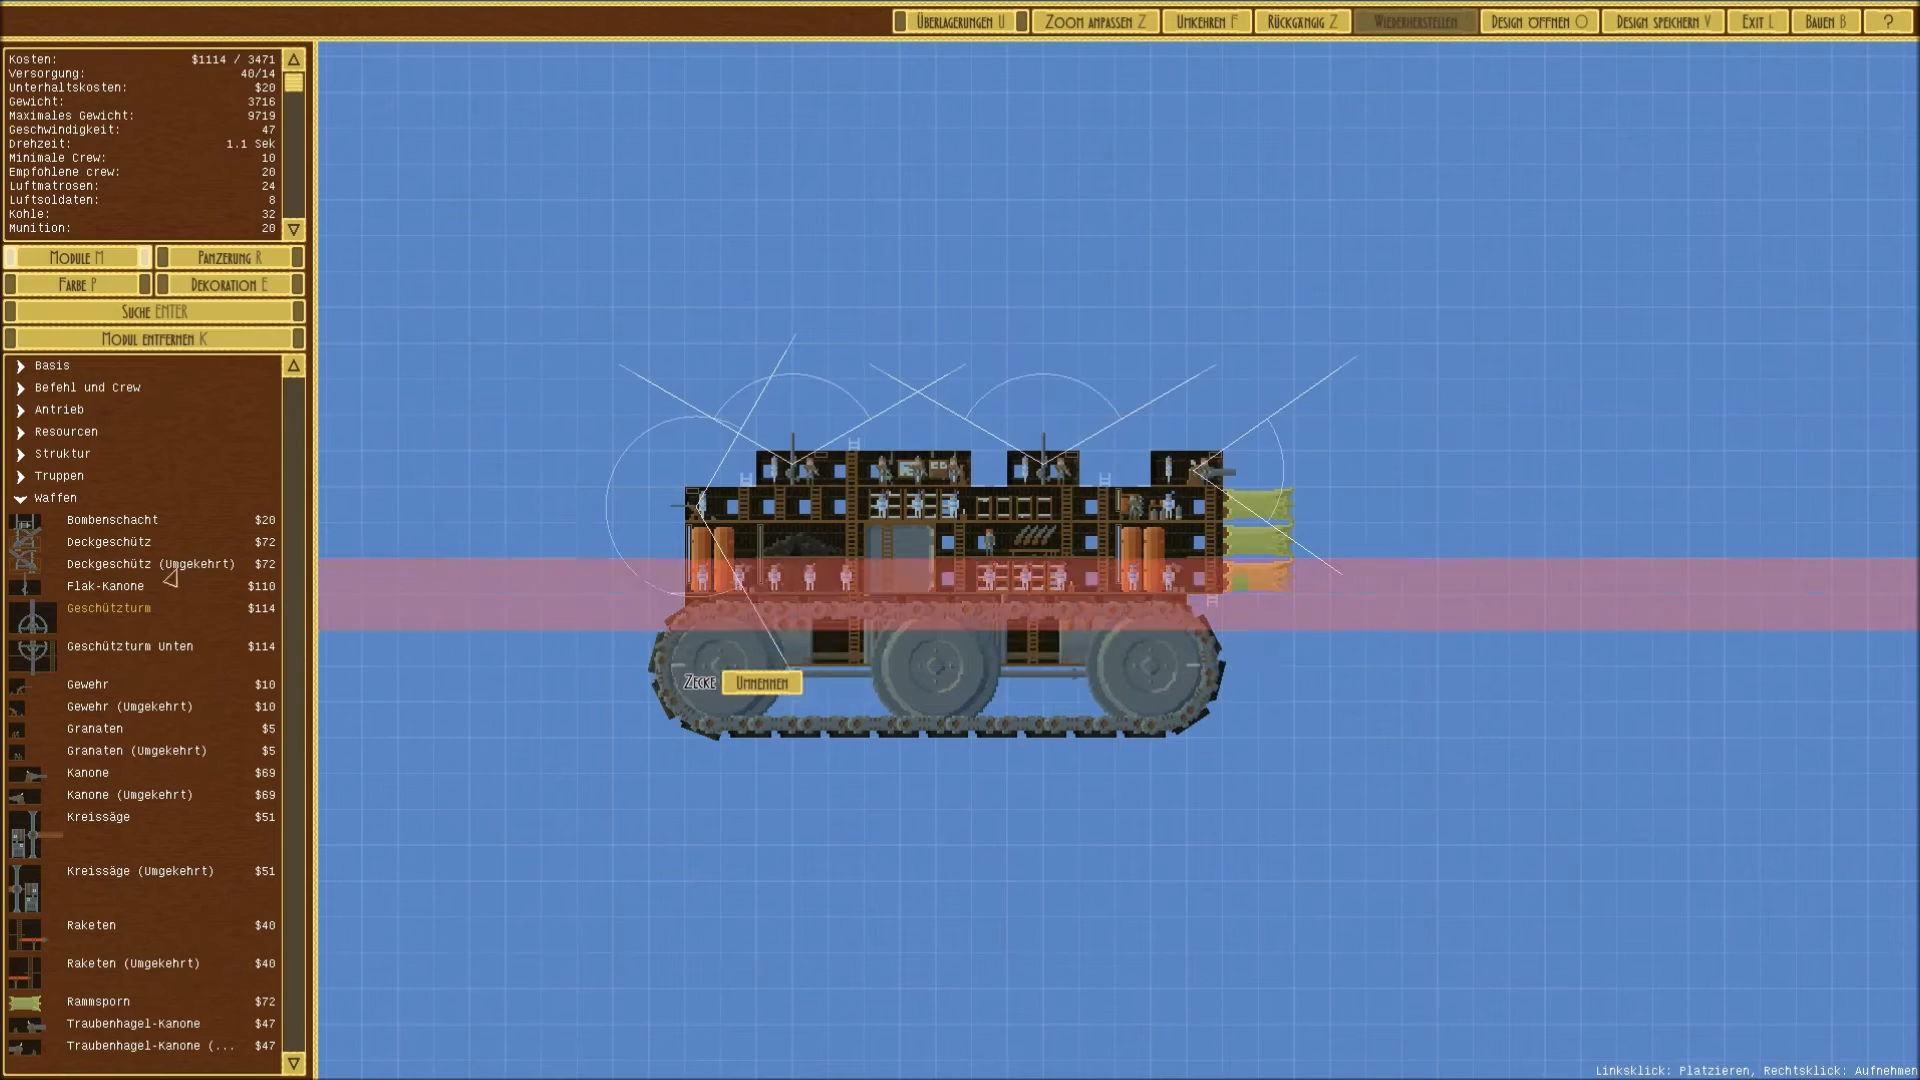 ÜBERLAGERUNGEN U ZOOM ANPASSEN Z UMKEHREN F RÜCKGÄNGIG Z WIEDERHERSTELLEN DESIGN ÖFFNEN O DESIGN SPEICHERN V EXIT L BAUEN B ?
Kosten: $1114 / 3471
Versorgung: 40/14
Unterhaltskosten: $20
Gewicht: 3716
Maximales Gewicht: 9719
Geschwindigkeit: 47
Drehzeit: 1.1 Sek
Minimale Crew: 10
Empfohlene crew: 20
Luftmatrosen: 24
Luftsoldaten: 8
Kohle: 32
Munition: 20
MODULE M PANZERUNG R
FARBE P DEKORATION E
SUCHE ENTER
MODUL ENTFERNEN K
Basis
Befehl und Crew
Antrieb
Resourcen
Struktur
Truppen
Waffen
Bombenschacht $20
Deckgeschütz $72
Deckgeschütz (Umgekehrt) $72
Flak-Kanone $110
Geschützturm $114
Geschützturm Unten $114
Gewehr $10
Gewehr (Umgekehrt) $10
Granaten $5
Granaten (Umgekehrt) $5
Kanone $69
Kanone (Umgekehrt) $69
Kreissäge $51
Kreissäge (Umgekehrt) $51
Raketen $40
Raketen (Umgekehrt) $40
Rammsporn $72
Traubenhagel-Kanone $47
Traubenhagel-Kanone (... $47
ZECKE UMNENNEN
Linksklick: Platzieren, Rechtsklick: Aufnehmen